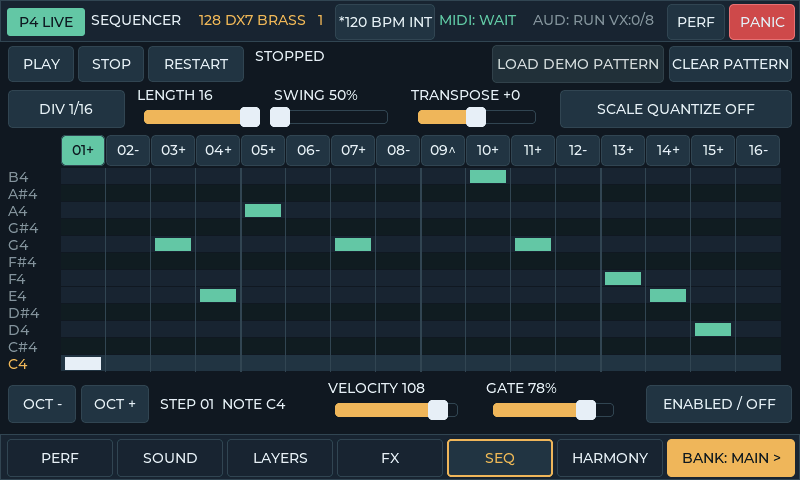 P4 LIVE SEQUENCER 128 DX7 BRASS 1 *120 BPM INT MIDI: WAIT AUD: RUN VX:0/8 PERF PANIC
PLAY STOP RESTART STOPPED LOAD DEMO PATTERN CLEAR PATTERN
DIV 1/16 LENGTH 16 SWING 50% TRANSPOSE +0 SCALE QUANTIZE OFF
01+ 02- 03+ 04+ 05+ 06- 07+ 08- 09^ 10+ 11+ 12- 13+ 14+ 15+ 16-
B4
A#4
A4
G#4
G4
F#4
F4
E4
D#4
D4
C#4
C4
OCT - OCT + STEP 01 NOTE C4 VELOCITY 108 GATE 78% ENABLED / OFF
PERF SOUND LAYERS FX SEQ HARMONY BANK: MAIN >